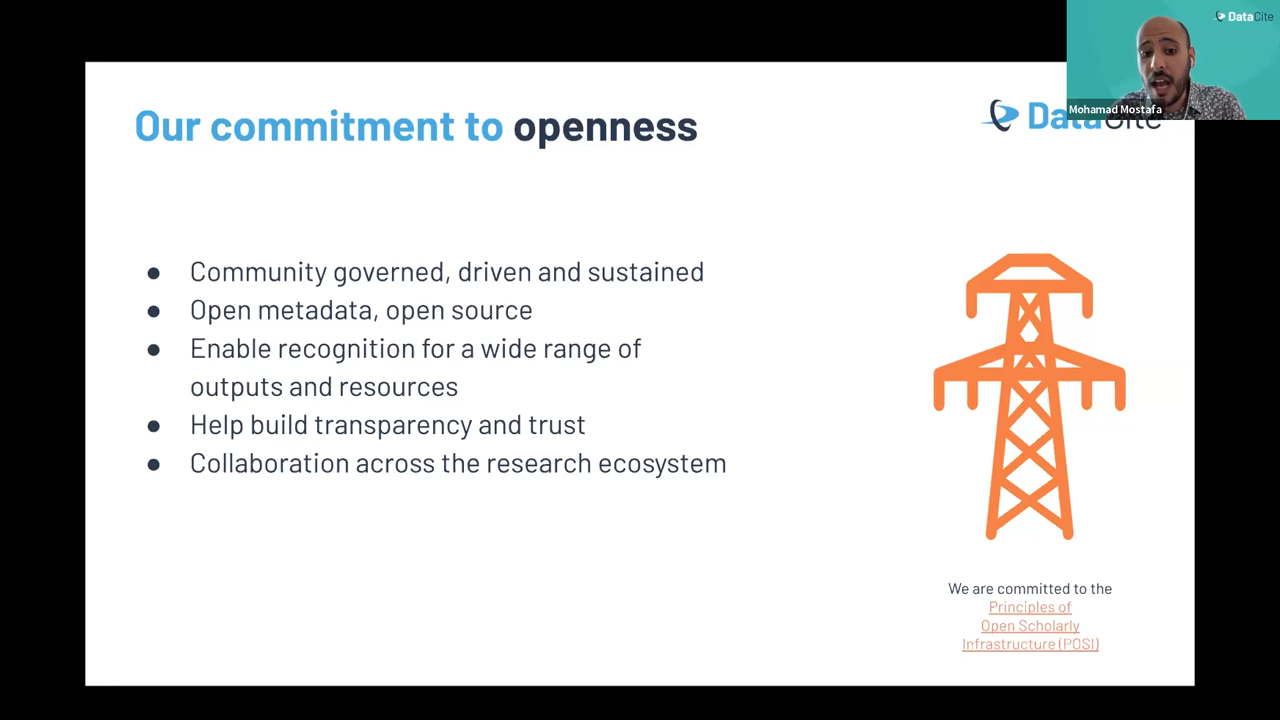 DataCite
Mohamad Mostafa
Our commitment to openness
DataCite
● Community governed, driven and sustained
● Open metadata, open source
● Enable recognition for a wide range of
outputs and resources
● Help build transparency and trust
● Collaboration across the research ecosystem
We are committed to the
Principles of
Open Scholarly
Infrastructure (POSI)